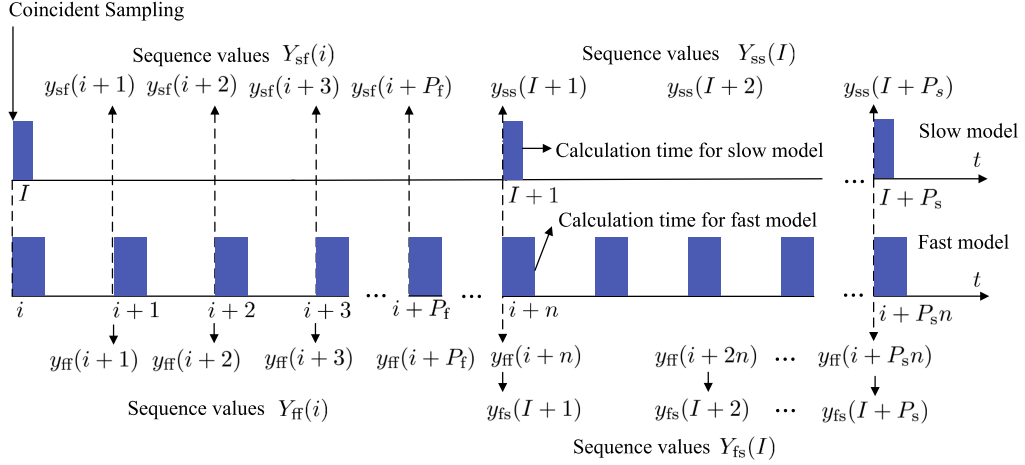 Coincident Sampling
Sequence values Y_sf(i) Sequence values Y_ss(I)
y_sf(i + 1) y_sf(i + 2) y_sf(i + 3) y_sf(i + P_f) y_ss(I + 1) y_ss(I + 2) y_ss(I + P_s)
Slow model
Calculation time for slow model
t
I I + 1 ... I + P_s
Calculation time for fast model
Fast model
t
i i + 1 i + 2 i + 3 ... i + P_f ... i + n ... i + P_s n
y_ff(i + 1) y_ff(i + 2) y_ff(i + 3) y_ff(i + P_f) y_ff(i + n) y_ff(i + 2n) ... y_ff(i + P_s n)
Sequence values Y_ff(i) y_fs(I + 1) y_fs(I + 2) ... y_fs(I + P_s)
Sequence values Y_fs(I)